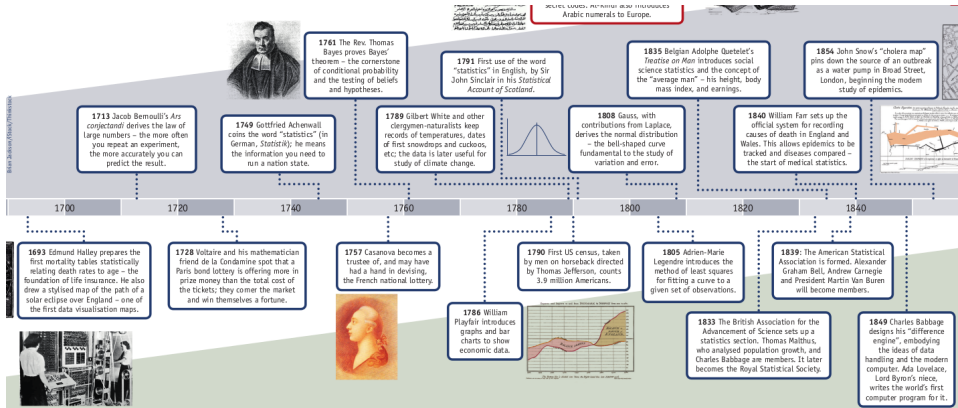 secret codes. Al-Kindi also introduces
Arabic numerals to Europe.
1761 The Rev. Thomas
Bayes proves Bayes'
theorem – the cornerstone
of conditional probability
and the testing of beliefs
and hypotheses.
1791 First use of the word
"statistics" in English, by Sir
John Sinclair in his Statistical
Account of Scotland.
1835 Belgian Adolphe Quetelet's
Treatise on Man introduces social
science statistics and the concept of
the "average man" – his height, body
mass index, and earnings.
1854 John Snow's "cholera map"
pins down the source of an outbreak
as a water pump in Broad Street,
London, beginning the modern
study of epidemics.
1713 Jacob Bernoulli's Ars
conjectandi derives the law of
large numbers – the more often
you repeat an experiment,
the more accurately you can
predict the result.
1749 Gottfried Achenwall
coins the word "statistics" (in
German, Statistik); he means
the information you need to
run a nation state.
1789 Gilbert White and other
clergymen-naturalists keep
records of temperatures, dates
of first snowdrops and cuckoos,
etc; the data is later useful for
study of climate change.
1808 Gauss, with
contributions from Laplace,
derives the normal distribution
– the bell-shaped curve
fundamental to the study of
variation and error.
1840 William Farr sets up the
official system for recording
causes of death in England and
Wales. This allows epidemics to
be tracked and diseases compared –
the start of medical statistics.
1700
1720
1740
1760
1780
1800
1820
1840
1693 Edmund Halley prepares the
first mortality tables statistically
relating death rates to age – the
foundation of life insurance. He also
drew a stylised map of the path of a
solar eclipse over England – one of
the first data visualisation maps.
1728 Voltaire and his mathematician
friend de la Condamine spot that a
Paris bond lottery is offering more in
prize money than the total cost of
the tickets; they corner the market
and win themselves a fortune.
1757 Casanova becomes a
trustee of, and may have
had a hand in devising,
the French national lottery.
1790 First US census, taken
by men on horseback directed
by Thomas Jefferson, counts
3.9 million Americans.
1805 Adrien-Marie
Legendre introduces the
method of least squares
for fitting a curve to a
given set of observations.
1839: The American Statistical
Association is formed. Alexander
Graham Bell, Andrew Carnegie
and President Martin Van Buren
will become members.
1786 William
Playfair introduces
graphs and bar
charts to show
economic data.
1833 The British Association for the
Advancement of Science sets up a
statistics section. Thomas Malthus,
who analysed population growth, and
Charles Babbage are members. It later
becomes the Royal Statistical Society.
1849 Charles Babbage
designs his "difference
engine", embodying
the ideas of data
handling and the modern
computer. Ada Lovelace,
Lord Byron's niece,
writes the world's first
computer program for it.